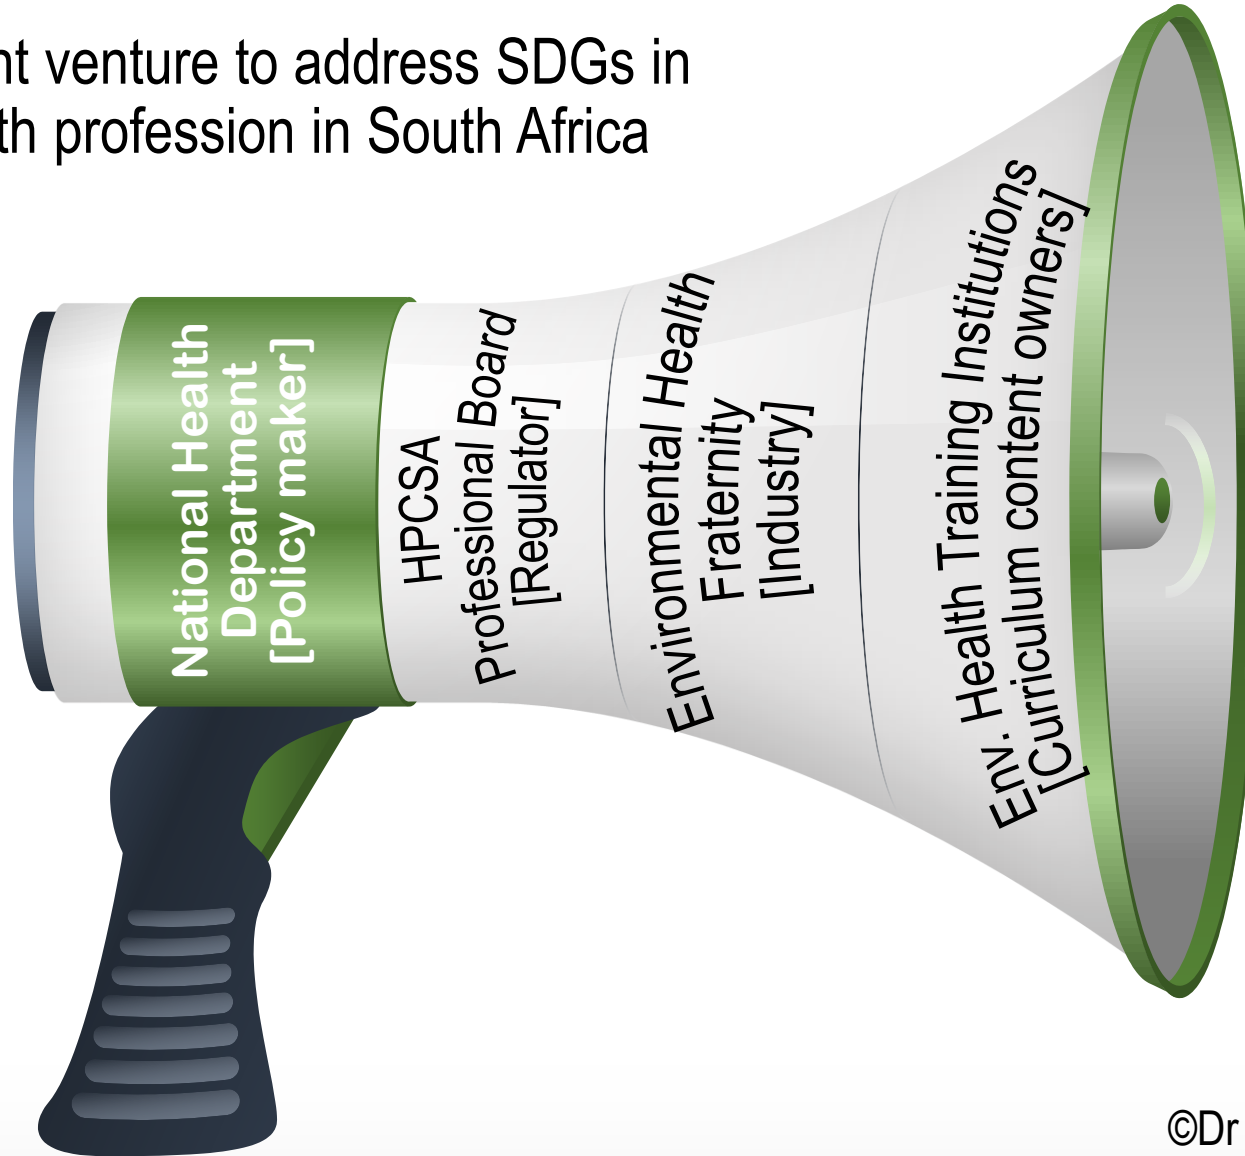 nt venture to address SDGs in
th profession in South Africa
National Health
Department
[Policy maker]
HPCSA
Professional Board
[Regulator]
Environmental Health
Fraternity
[Industry]
Env. Health Training Institutions
[Curriculum content owners]
©Dr